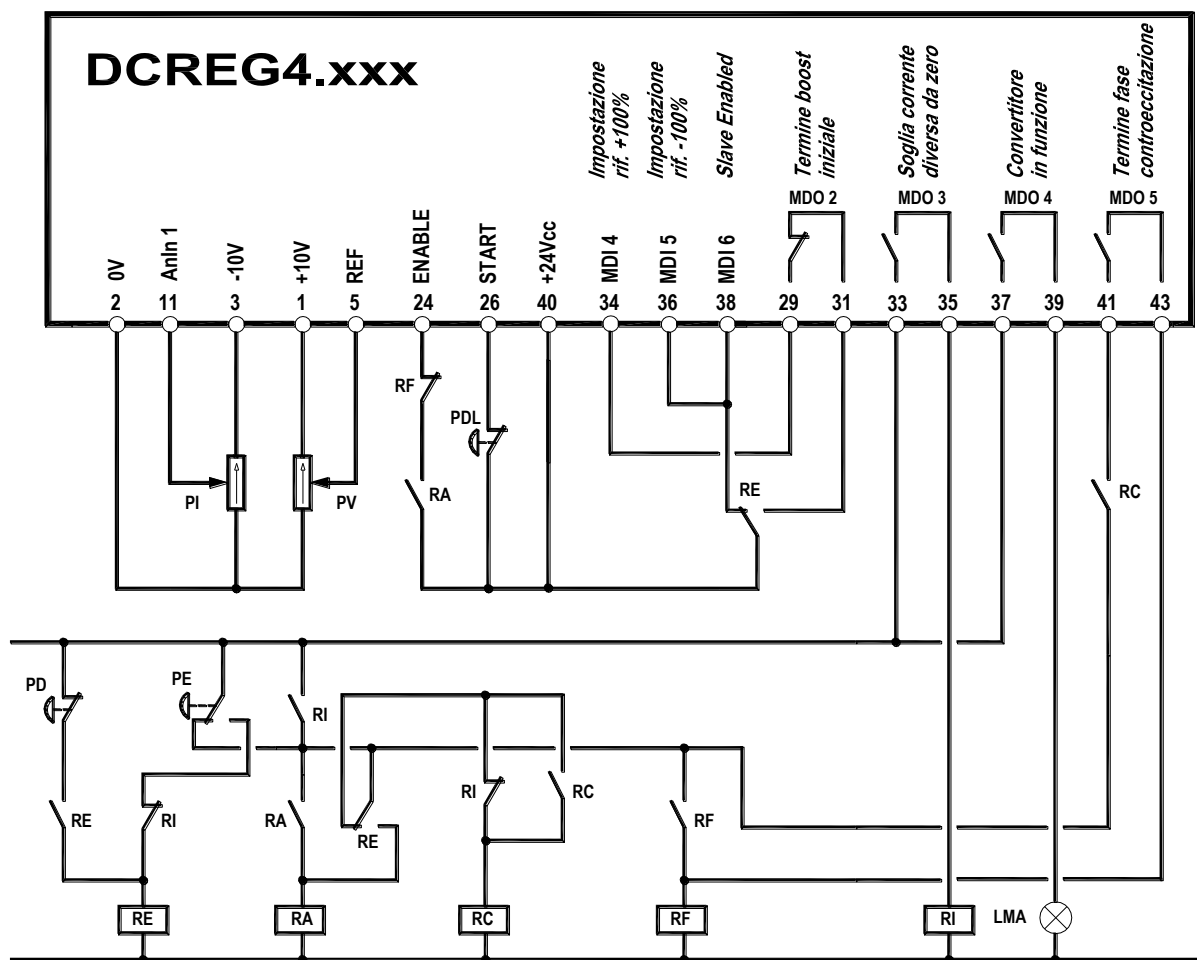 DCREG4.xxx
Impostazione
rif. +100%
Impostazione
rif. -100%
Slave Enabled
Termine boost
iniziale
Soglia corrente
diversa da zero
Convertitore
in funzione
Termine fase
controeccitazione
MDO 2
MDO 3
MDO 4
MDO 5
0V
AnIn 1
-10V
+10V
REF
ENABLE
START
+24Vcc
MDI 4
MDI 5
MDI 6
2
11
3
1
5
24
26
40
34
36
38
29
31
33
35
37
39
41
43
RF
PDL
PI
PV
RA
RE
RC
PD
PE
RI
RI
RC
RE
RI
RA
RE
RF
RE
RA
RC
RF
RI
LMA